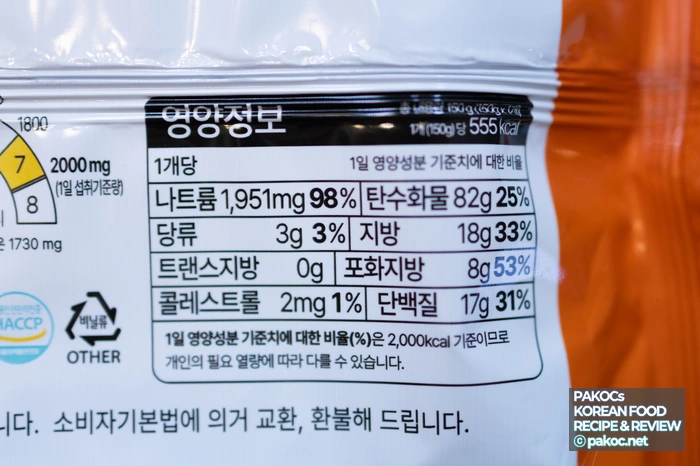 1800
7
2000mg
(1일 섭취기준량)
8
1730 mg
영양정보
1개(150g)당 555 kcal
1개당 1일 영양성분 기준치에 대한 비율
나트륨 1,951mg 98% 탄수화물 82g 25%
당류 3g 3% 지방 18g 33%
트랜스지방 0g 포화지방 8g 53%
콜레스트롤 2mg 1% 단백질 17g 31%
1일 영양성분 기준치에 대한 비율(%)은 2,000kcal 기준이므로
개인의 필요 열량에 따라 다를 수 있습니다.
HACCP
비닐류
OTHER
니다. 소비자기본법에 의거 교환, 환불해 드립니다.
PAKOCs
KOREAN FOOD
RECIPE & REVIEW
© pakoc.net